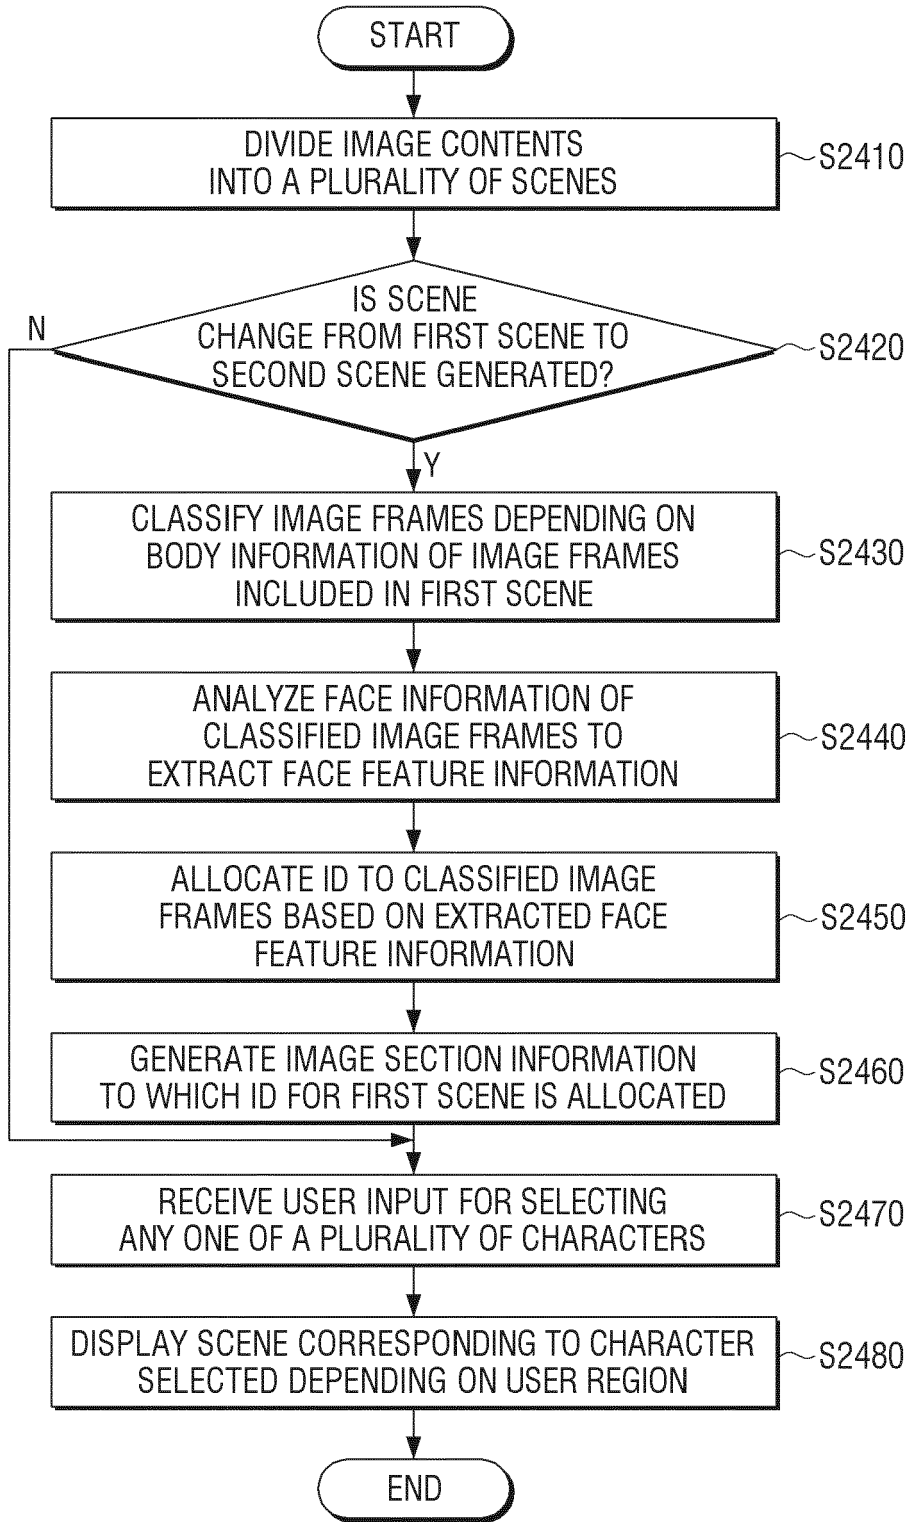 START
DIVIDE IMAGE CONTENTS
INTO A PLURALITY OF SCENES
S2410
IS SCENE
CHANGE FROM FIRST SCENE TO
SECOND SCENE GENERATED?
S2420
N
Y
CLASSIFY IMAGE FRAMES DEPENDING ON
BODY INFORMATION OF IMAGE FRAMES
INCLUDED IN FIRST SCENE
S2430
ANALYZE FACE INFORMATION OF
CLASSIFIED IMAGE FRAMES TO
EXTRACT FACE FEATURE INFORMATION
S2440
ALLOCATE ID TO CLASSIFIED IMAGE
FRAMES BASED ON EXTRACTED FACE
FEATURE INFORMATION
S2450
GENERATE IMAGE SECTION INFORMATION
TO WHICH ID FOR FIRST SCENE IS ALLOCATED
S2460
RECEIVE USER INPUT FOR SELECTING
ANY ONE OF A PLURALITY OF CHARACTERS
S2470
DISPLAY SCENE CORRESPONDING TO CHARACTER
SELECTED DEPENDING ON USER REGION
S2480
END